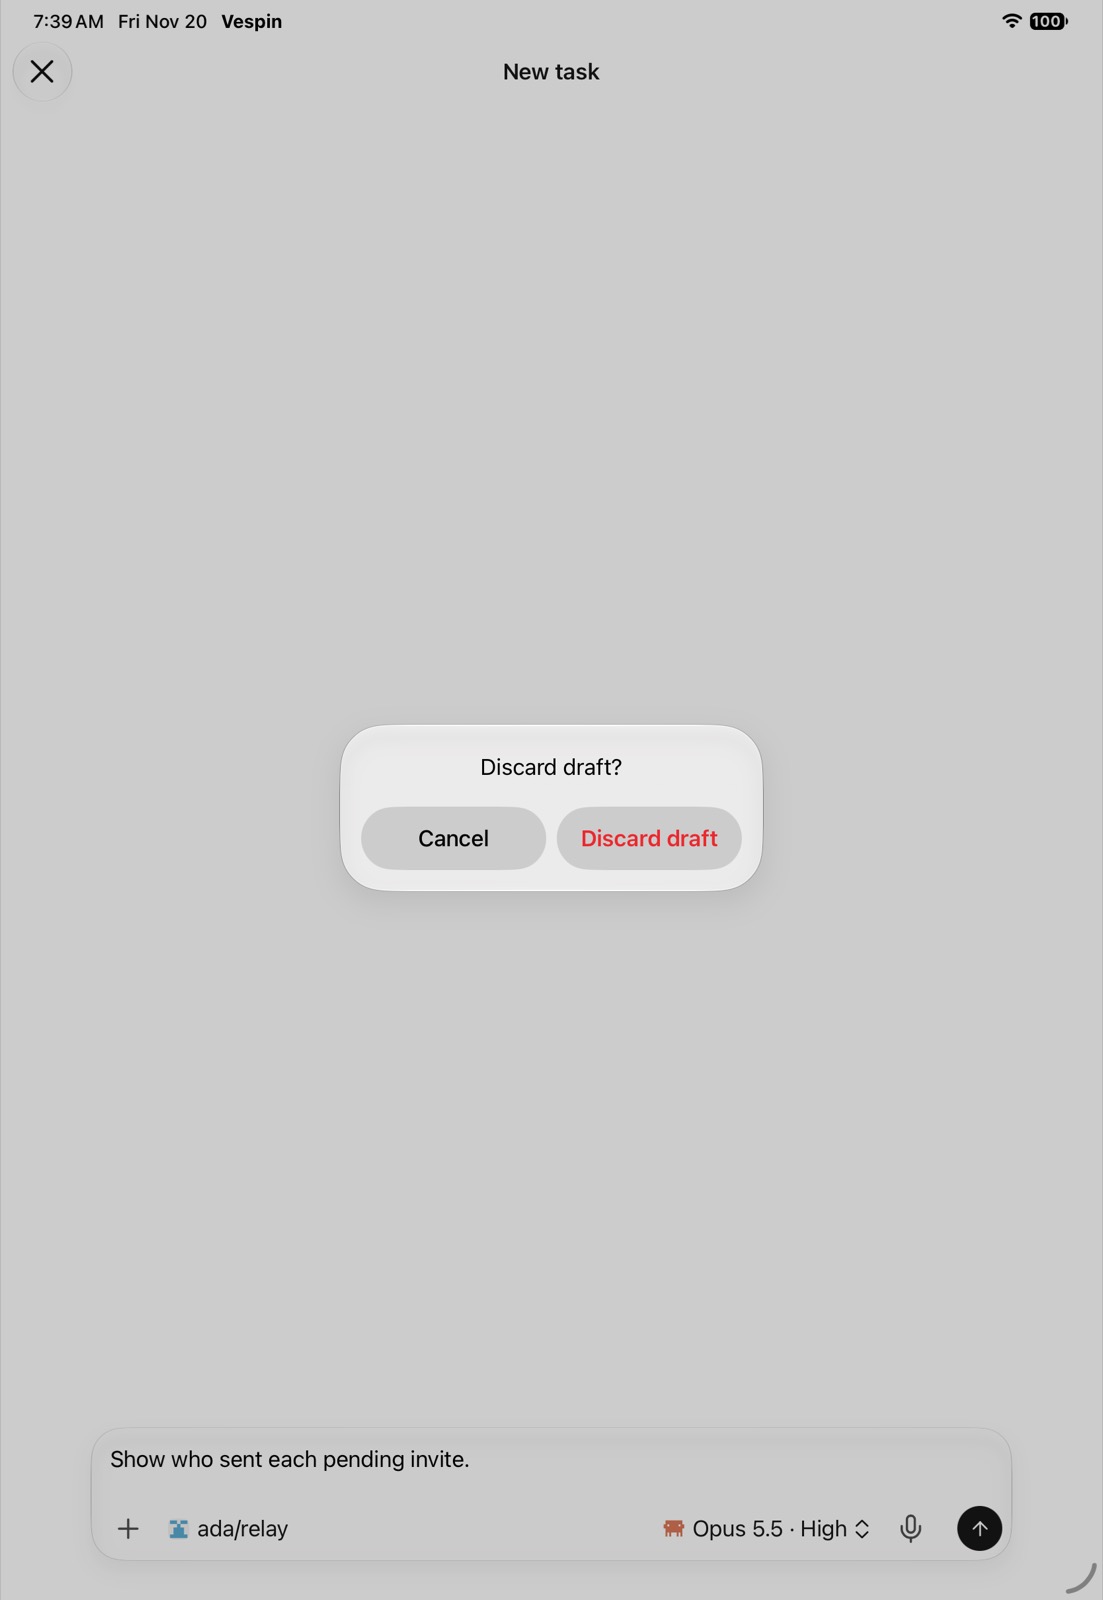 7:39 AM Fri Nov 20 Vespin 100
New task
Discard draft?
Cancel Discard draft
Show who sent each pending invite.
ada/relay Opus 5.5 · High